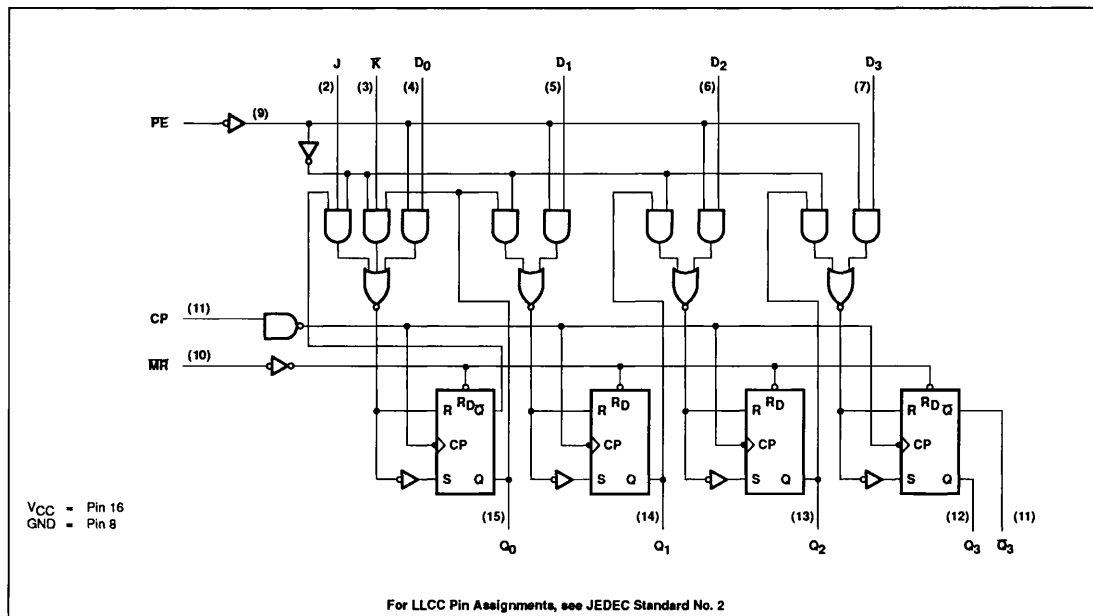 J K̅ D0 D1 D2 D3
(2) (3) (4) (5) (6) (7)
P̅E̅ (9)
CP (11)
M̅R̅ (10)
RD Q̅ RD RD RD Q̅
R R R R
CP CP CP CP
S Q S Q S Q S Q
VCC = Pin 16
GND = Pin 8
(15) (14) (13) (12) (11)
Q0 Q1 Q2 Q3 Q̅3
For LLCC Pin Assignments, see JEDEC Standard No. 2